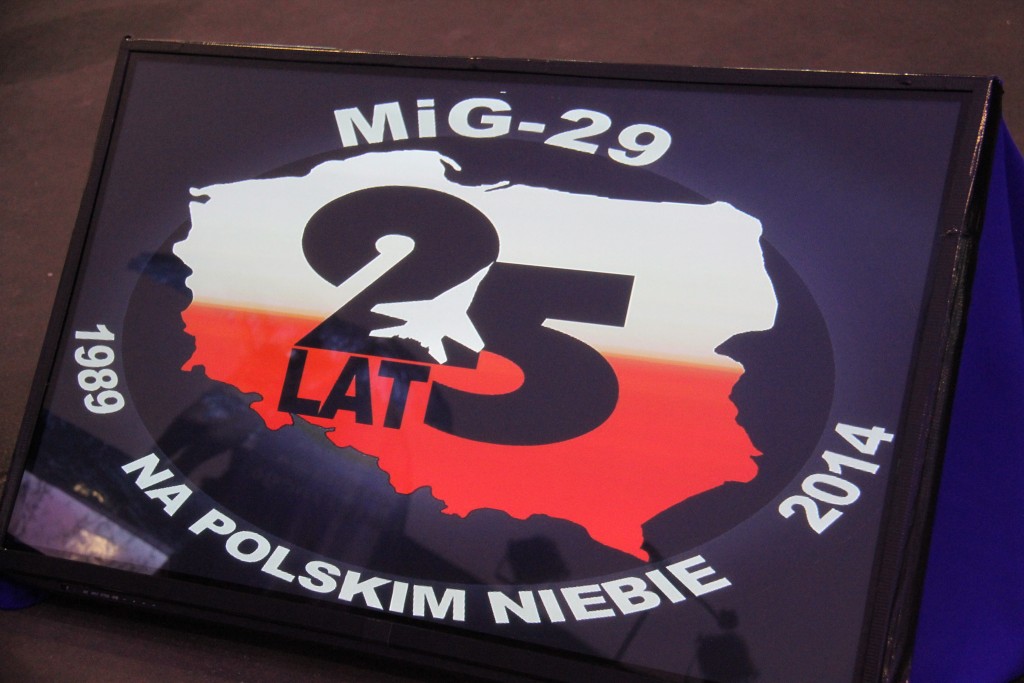 MiG-29
25
LAT
1989
2014
NA POLSKIM NIEBIE